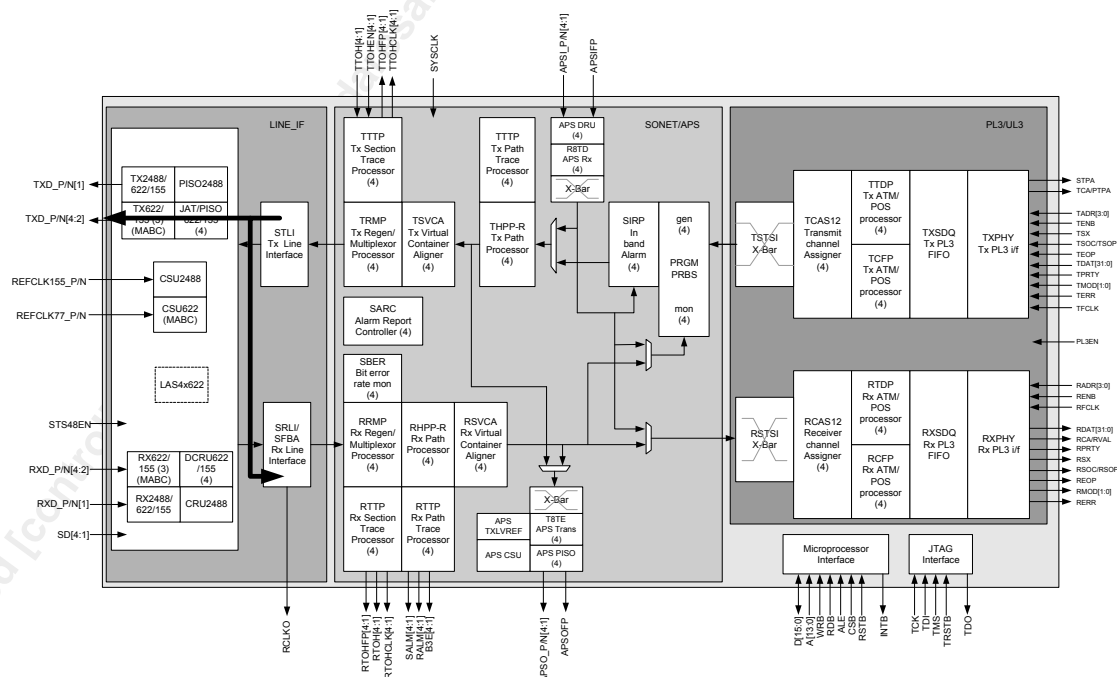 TTOH[4:1]
TTOHEN[4:1]
TTOHFP[4:1]
TTOHCLK[4:1]
SYSCLK
APSI_P/N[4:1]
APSIFP
LINE_IF
SONET/APS
PL3/UL3
TXD_P/N[1]
TXD_P/N[4:2]
REFCLK155_P/N
REFCLK77_P/N
STS48EN
RXD_P/N[4:2]
RXD_P/N[1]
SD[4:1]
TX2488/
622/155
PISO2488
TX622/
155 (3)
(MABC)
JAT/PISO
622/155
(4)
CSU2488
CSU622
(MABC)
LAS4x622
RX622/
155 (3)
(MABC)
DCRU622
/155
(4)
RX2488/
622/155
CRU2488
STLI
Tx Line
Interface
SRLI/
SFBA
Rx Line
Interface
RCLKO
TTTP
Tx Section
Trace
Processor
(4)
TRMP
Tx Regen/
Multiplexor
Processor
(4)
TSVCA
Tx Virtual
Container
Aligner
(4)
SARC
Alarm Report
Controller (4)
SBER
Bit error
rate mon
(4)
RRMP
Rx Regen/
Multiplexor
Processor
(4)
RHPP-R
Rx Path
Processor
(4)
RSVCA
Rx Virtual
Container
Aligner
(4)
RTTP
Rx Section
Trace
Processor
(4)
RTTP
Rx Path
Trace
Processor
(4)
TTTP
Tx Path
Trace
Processor
(4)
THPP-R
Tx Path
Processor
(4)
APS DRU
(4)
R8TD
APS Rx
(4)
X-Bar
SIRP
In
band
Alarm (4)
gen
(4)
PRGM
PRBS
mon
(4)
X-Bar
APS
TXLVREF
T8TE
APS Trans
(4)
APS CSU
APS PISO
(4)
RTOHFP[4:1]
RTOH[4:1]
RTOHCLK[4:1]
SALM[4:1]
RALM[4:1]
B3E[4:1]
APSO_P/N[4:1]
APSOFP
TSTSI
X-Bar
TCAS12
Transmit
channel
Assigner
(4)
TTDP
Tx ATM/
POS
processor
(4)
TCFP
Tx ATM/
POS
processor
(4)
TXSDQ
Tx PL3
FIFO
TXPHY
Tx PL3 i/f
RSTSI
X-Bar
RCAS12
Receiver
channel
Assigner
(4)
RTDP
Rx ATM/
POS
processor
(4)
RCFP
Rx ATM/
POS
processor
(4)
RXSDQ
Rx PL3
FIFO
RXPHY
Rx PL3 i/f
STPA
TCA/PTPA
TADR[3:0]
TENB
TSX
TSOC/TSOP
TEOP
TDAT[31:0]
TPRTY
TMOD[1:0]
TERR
TFCLK
PL3EN
RADR[3:0]
RENB
RFCLK
RDAT[31:0]
RCA/RVAL
RPRTY
RSX
RSOC/RSOP
REOP
RMOD[1:0]
RERR
Microprocessor
Interface
JTAG
Interface
D[15:0]
A[13:0]
WRB
RDB
ALE
CSB
RSTB
INTB
TCK
TDI
TMS
TRSTB
TDO